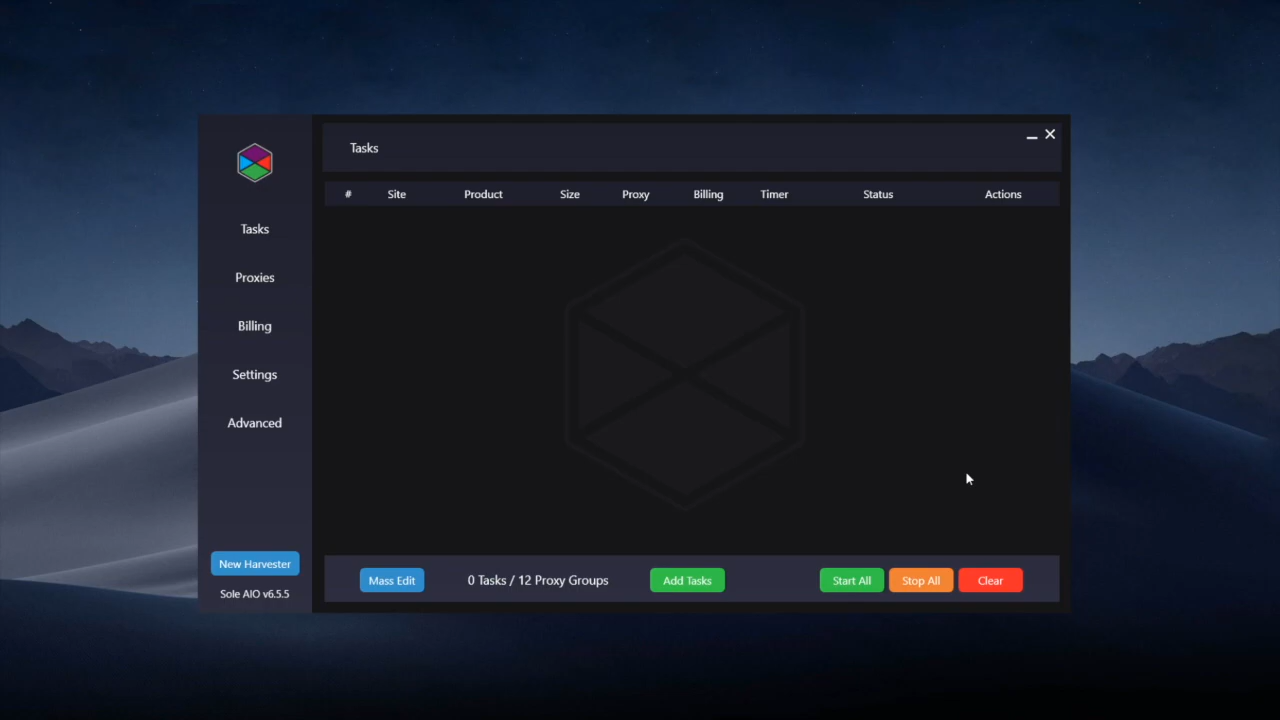 Tasks
# Site Product Size Proxy Billing Timer Status Actions
Tasks
Proxies
Billing
Settings
Advanced
New Harvester
Sole AIO v6.5.5
Mass Edit 0 Tasks / 12 Proxy Groups Add Tasks Start All Stop All Clear